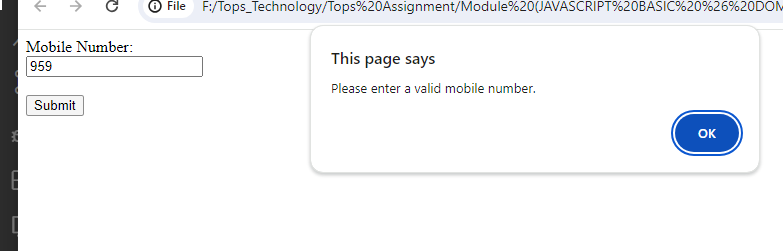 File F:/Tops_Technology/Tops%20Assignment/Module%20(JAVASCRIPT%20BASIC%20%26%20DOM
Mobile Number:
959
Submit
This page says
Please enter a valid mobile number.
OK